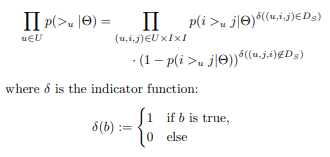 ∏_{u∈U} p(>_u |Θ) = ∏_{(u,i,j)∈U×I×I} p(i >_u j|Θ)^{δ((u,i,j)∈D_S)}
· (1 − p(i >_u j|Θ))^{δ((u,j,i)∉D_S)}
where δ is the indicator function:
δ(b) := { 1 if b is true,
0 else